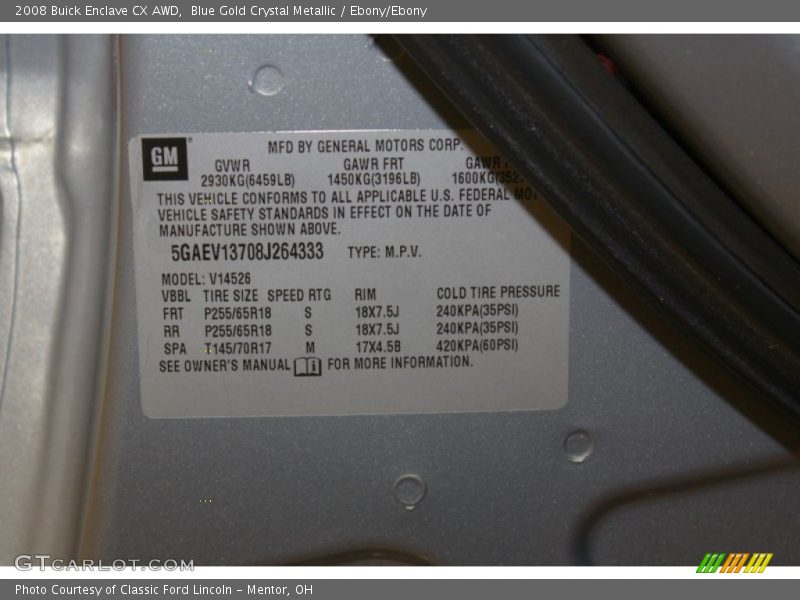 2008 Buick Enclave CX AWD, Blue Gold Crystal Metallic / Ebony/Ebony
GM
MFD BY GENERAL MOTORS CORP.
GVWR GAWR FRT GAWR
2930KG(6459LB) 1450KG(3196LB) 1600KG(352
THIS VEHICLE CONFORMS TO ALL APPLICABLE U.S. FEDERAL MOT
VEHICLE SAFETY STANDARDS IN EFFECT ON THE DATE OF
MANUFACTURE SHOWN ABOVE.
5GAEV13708J264333 TYPE: M.P.V.
MODEL: V14526
VBBL TIRE SIZE SPEED RTG RIM COLD TIRE PRESSURE
FRT P255/65R18 S 18X7.5J 240KPA(35PSI)
RR P255/65R18 S 18X7.5J 240KPA(35PSI)
SPA T145/70R17 M 17X4.5B 420KPA(60PSI)
SEE OWNER'S MANUAL i FOR MORE INFORMATION.
GTCARLOT.COM
Photo Courtesy of Classic Ford Lincoln - Mentor, OH